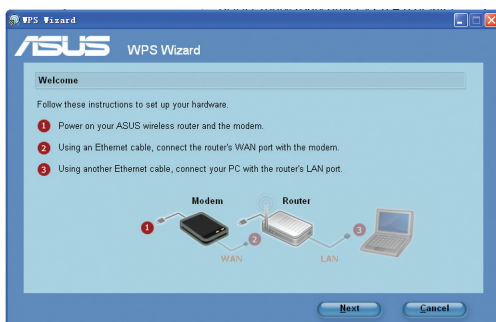 WPS Wizard
ASUS WPS Wizard
Welcome
Follow these instructions to set up your hardware.
1 Power on your ASUS wireless router and the modem.
2 Using an Ethernet cable, connect the router's WAN port with the modem.
3 Using another Ethernet cable, connect your PC with the router's LAN port.
Modem Router
1 2 3
WAN LAN
Next Cancel